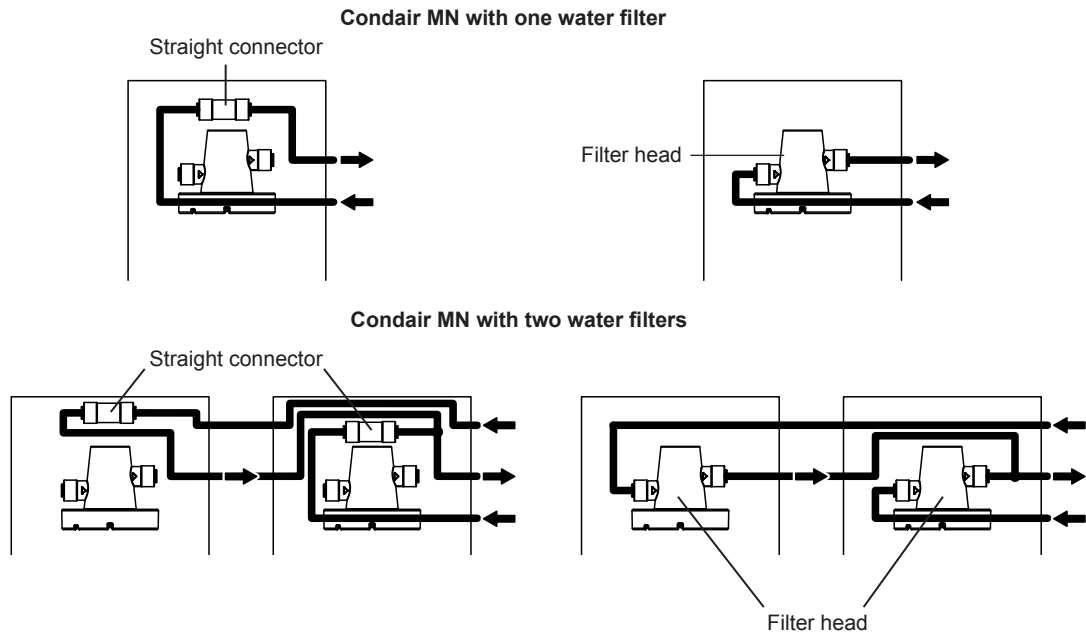 Condair MN with one water filter
Straight connector
Filter head
Condair MN with two water filters
Straight connector
Filter head